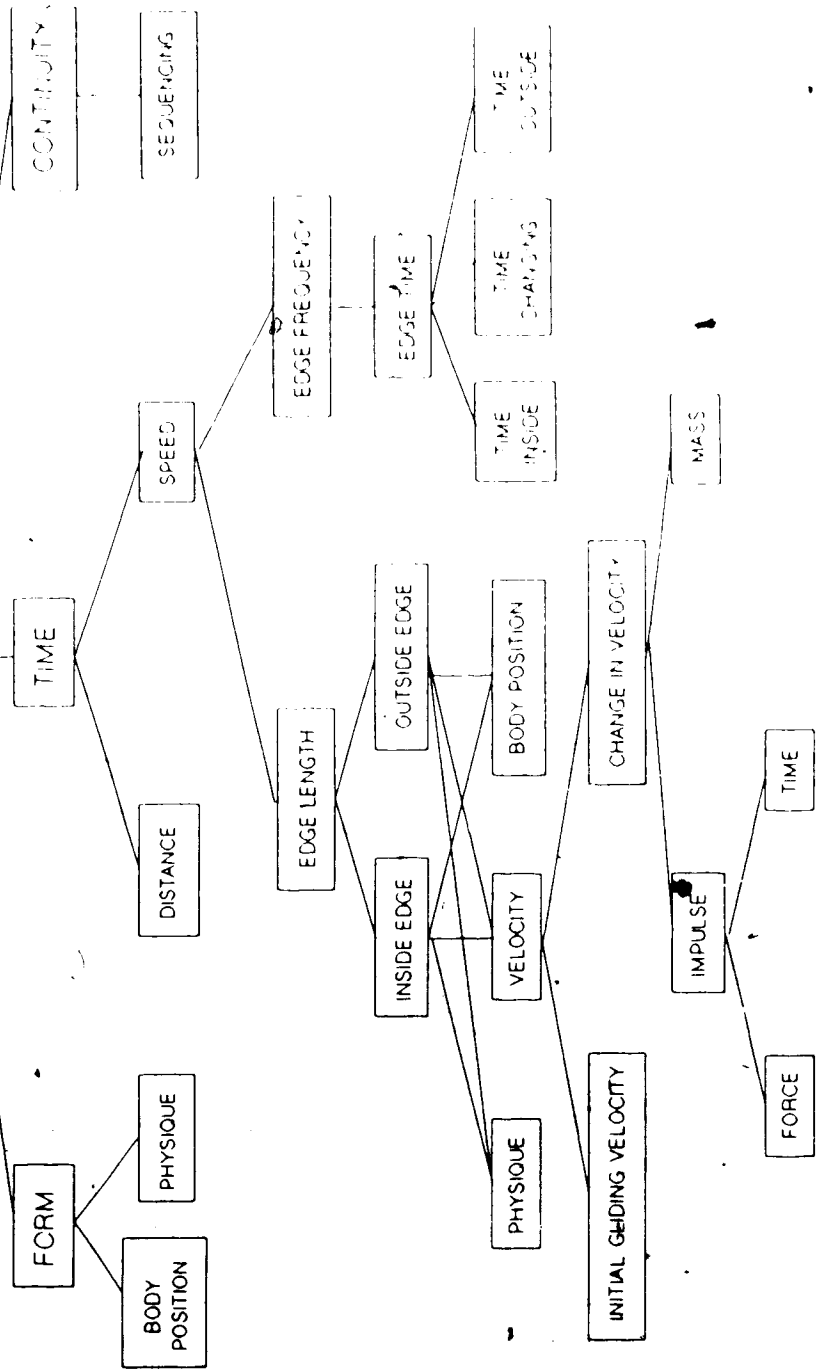 FORM
TIME
CONTINUITY
BODY
POSITION
PHYSIQUE
DISTANCE
SPEED
SEQUENCING
EDGE LENGTH
EDGE FREQUENCY
INSIDE EDGE
OUTSIDE EDGE
EDGE TIME
PHYSIQUE
VELOCITY
BODY POSITION
TIME
INSIDE
TIME
CHANGING
TIME
OUTSIDE
INITIAL GLIDING VELOCITY
CHANGE IN VELOCITY
IMPULSE
MASS
FORCE
TIME